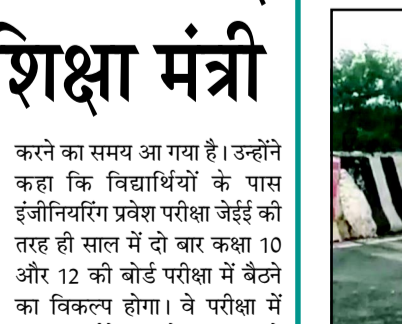 शिक्षा मंत्री
करने का समय आ गया है। उन्होंने
कहा कि विद्यार्थियों के पास
इंजीनियरिंग प्रवेश परीक्षा जेईई की
तरह ही साल में दो बार कक्षा 10
और 12 की बोर्ड परीक्षा में बैठने
का विकल्प होगा। वे परीक्षा में